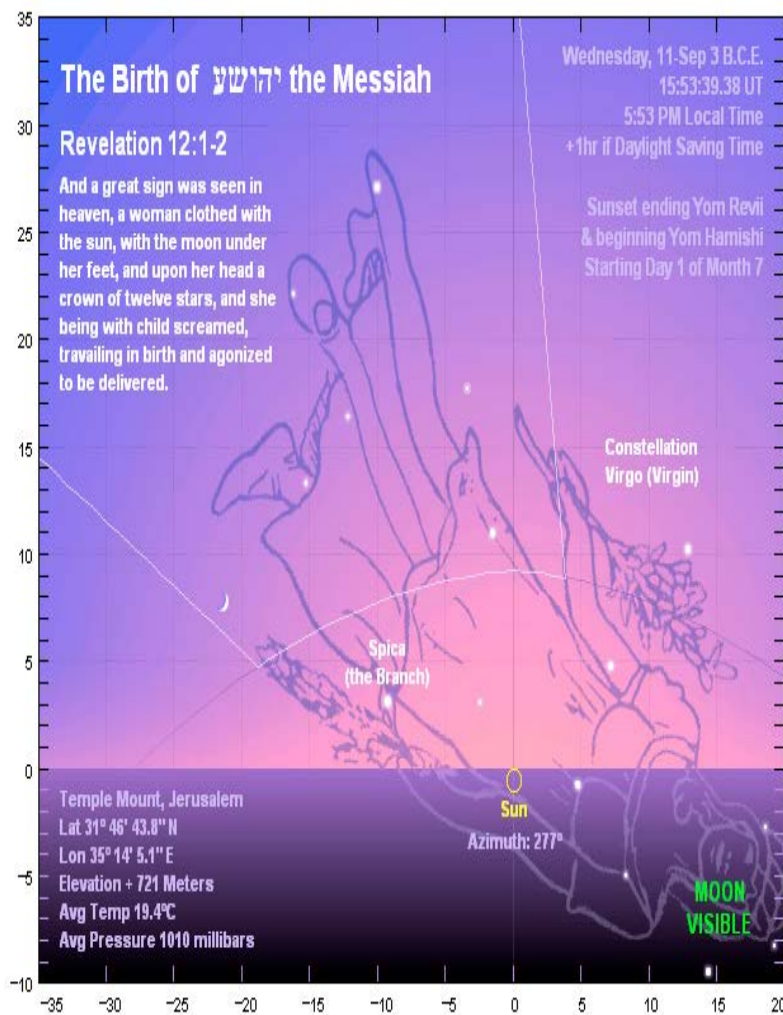 The Birth of יהושע the Messiah
Revelation 12:1-2
And a great sign was seen in
heaven, a woman clothed with
the sun, with the moon under
her feet, and upon her head a
crown of twelve stars, and she
being with child screamed,
travailing in birth and agonized
to be delivered.
Wednesday, 11-Sep 3 B.C.E.
15:53:39.38 UT
5:53 PM Local Time
+1hr if Daylight Saving Time
Sunset ending Yom Revii
& beginning Yom Hamishi
Starting Day 1 of Month 7
Constellation
Virgo (Virgin)
Spica
(the Branch)
Sun
Azimuth: 277º
Temple Mount, Jerusalem
Lat 31º 46' 43.8" N
Lon 35º 14' 5.1" E
Elevation + 721 Meters
Avg Temp 19.4ºC
Avg Pressure 1010 millibars
MOON
VISIBLE
35
30
25
20
15
10
5
0
−5
−10
−35 −30 −25 −20 −15 −10 −5 0 5 10 15 20